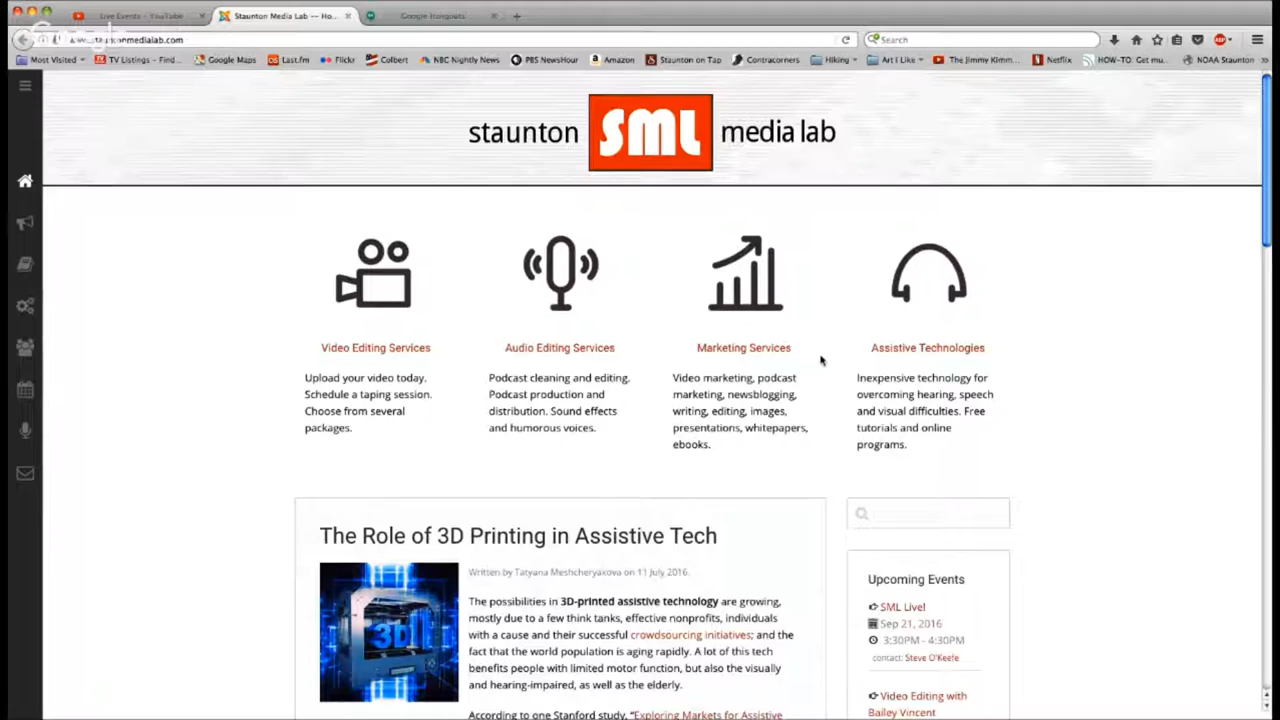 Live Events - YouTube
Staunton Media Lab -- Ho...
Google Hangouts
Google
stauntonmedialab.com
Search
Most Visited
TV Listings - Find...
Google Maps
Last.fm
Flickr
Colbert
NBC Nightly News
PBS NewsHour
Amazon
Staunton on Tap
Contracorners
Hiking
Art I Like
The Jimmy Kimm...
Netflix
HOW-TO. Get mu...
NOAA Staunton
staunton SML media lab
Video Editing Services
Upload your video today.
Schedule a taping session.
Choose from several
packages.
Audio Editing Services
Podcast cleaning and editing.
Podcast production and
distribution. Sound effects
and humorous voices.
Marketing Services
Video marketing, podcast
marketing, newsblogging,
writing, editing, images,
presentations, whitepapers,
ebooks.
Assistive Technologies
Inexpensive technology for
overcoming hearing, speech
and visual difficulties. Free
tutorials and online
programs.
The Role of 3D Printing in Assistive Tech
3D
Written by Tatyana Meshcheryakova on 11 July 2016.
The possibilities in 3D-printed assistive technology are growing,
mostly due to a few think tanks, effective nonprofits, individuals
with a cause and their successful crowdsourcing initiatives; and the
fact that the world population is aging rapidly. A lot of this tech
benefits people with limited motor function, but also the visually
and hearing-impaired, as well as the elderly.
According to one Stanford study, "Exploring Markets for Assistive
Upcoming Events
SML Live!
Sep 21, 2016
3:30PM - 4:30PM
contact: Steve O'Keefe
Video Editing with
Bailey Vincent